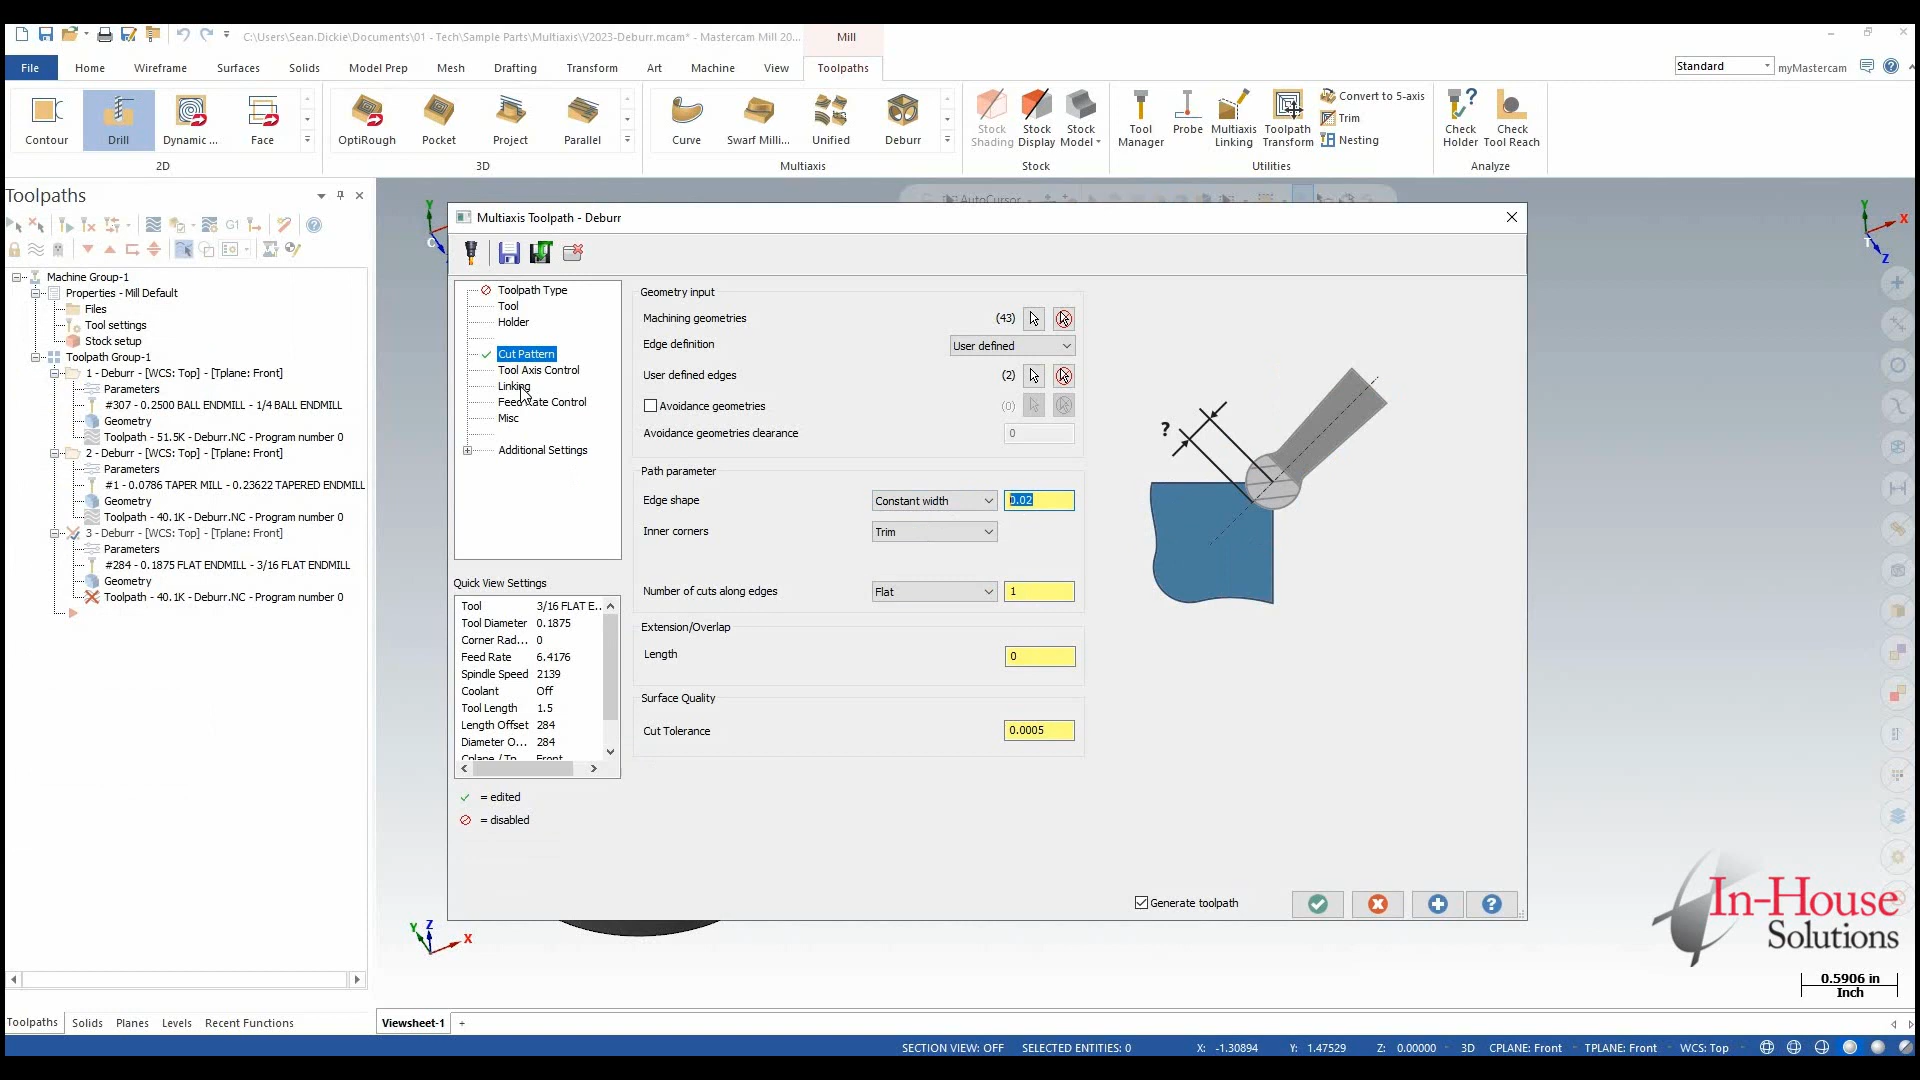 C:\Users\Sean.Dickie\Documents\01 - Tech\Sample Parts\Multiaxis\V2023-Deburr.mcam* - Mastercam Mill 20...
Mill
File
Home
Wireframe
Surfaces
Solids
Model Prep
Mesh
Drafting
Transform
Art
Machine
View
Toolpaths
Standard
myMastercam
Contour
Drill
Dynamic ...
Face
2D
OptiRough
Pocket
Project
Parallel
3D
Curve
Swarf Milli...
Unified
Deburr
Multiaxis
Stock
Shading
Stock
Display
Stock
Model
Stock
Tool
Manager
Probe
Multiaxis
Linking
Toolpath
Transform
Convert to 5-axis
Trim
Nesting
Utilities
Check
Holder
Check
Tool Reach
Analyze
Toolpaths
G1
Machine Group-1
Properties - Mill Default
Files
Tool settings
Stock setup
Toolpath Group-1
1 - Deburr - [WCS: Top] - [Tplane: Front]
Parameters
#307 - 0.2500 BALL ENDMILL - 1/4 BALL ENDMILL
Geometry
Toolpath - 51.5K - Deburr.NC - Program number 0
2 - Deburr - [WCS: Top] - [Tplane: Front]
Parameters
#1 - 0.0786 TAPER MILL - 0.23622 TAPERED ENDMILL
Geometry
Toolpath - 40.1K - Deburr.NC - Program number 0
3 - Deburr - [WCS: Top] - [Tplane: Front]
Parameters
#284 - 0.1875 FLAT ENDMILL - 3/16 FLAT ENDMILL
Geometry
Toolpath - 40.1K - Deburr.NC - Program number 0
Y
C
AutoCursor
Y
X
T
Z
Multiaxis Toolpath - Deburr
Toolpath Type
Tool
Holder
Cut Pattern
Tool Axis Control
Linking
Feed Rate Control
Misc
Additional Settings
Quick View Settings
Tool 3/16 FLAT E...
Tool Diameter 0.1875
Corner Rad... 0
Feed Rate 6.4176
Spindle Speed 2139
Coolant Off
Tool Length 1.5
Length Offset 284
Diameter O... 284
Cplane / Tp... Front
= edited
= disabled
Geometry input
Machining geometries (43)
Edge definition User defined
User defined edges (2)
Avoidance geometries (0)
Avoidance geometries clearance 0
Path parameter
Edge shape Constant width 0.02
Inner corners Trim
Number of cuts along edges Flat 1
Extension/Overlap
Length 0
Surface Quality
Cut Tolerance 0.0005
?
Generate toolpath
Y Z X
In-House
Solutions
0.5906 in
Inch
Toolpaths
Solids
Planes
Levels
Recent Functions
Viewsheet-1
+
SECTION VIEW: OFF SELECTED ENTITIES: 0 X: -1.30894 Y: 1.47529 Z: 0.00000 3D CPLANE: Front TPLANE: Front WCS: Top